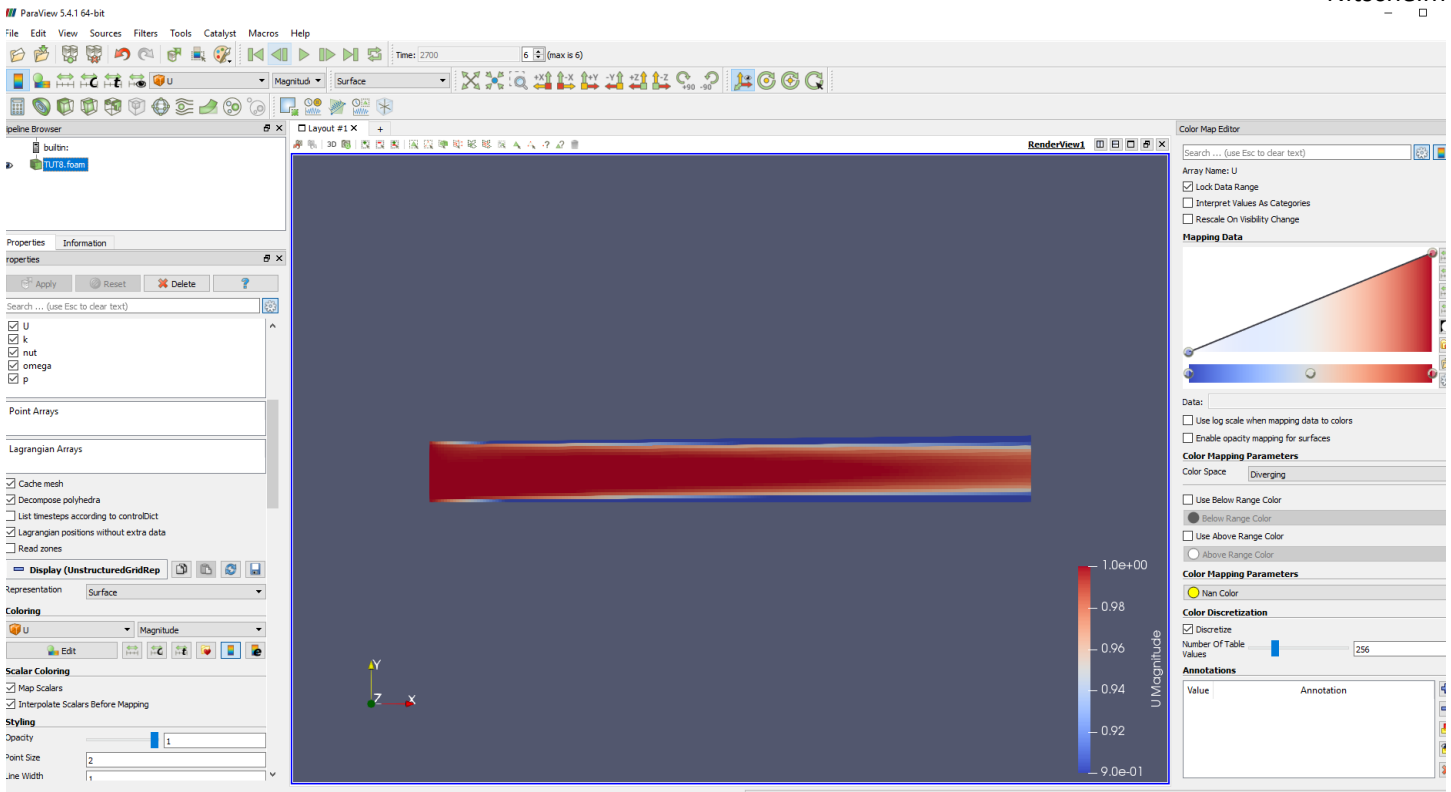 ParaView 5.4.1 64-bit
File Edit View Sources Filters Tools Catalyst Macros Help
Time: 2700 6 (max is 6)
U Magnitud Surface +X -X +Y -Y +Z -Z +90 -90
ipeline Browser
builtin:
TUT8.foam
Properties Information
roperties
Apply Reset Delete ?
Search ... (use Esc to clear text)
U
k
nut
omega
p
Point Arrays
Lagrangian Arrays
Cache mesh
Decompose polyhedra
List timesteps according to controlDict
Lagrangian positions without extra data
Read zones
Display (UnstructuredGridRep
Representation Surface
Coloring
U Magnitude
Edit
Scalar Coloring
Map Scalars
Interpolate Scalars Before Mapping
Styling
Opacity 1
Point Size 2
Line Width 1
Layout #1 X +
3D RenderView1
Y
Z X
1.0e+00
0.98
0.96
0.94
0.92
9.0e-01
U Magnitude
Color Map Editor
Search ... (use Esc to clear text)
Array Name: U
Lock Data Range
Interpret Values As Categories
Rescale On Visibility Change
Mapping Data
Data:
Use log scale when mapping data to colors
Enable opacity mapping for surfaces
Color Mapping Parameters
Color Space Diverging
Use Below Range Color
Below Range Color
Use Above Range Color
Above Range Color
Color Mapping Parameters
Nan Color
Color Discretization
Discretize
Number Of Table Values 256
Annotations
Value Annotation